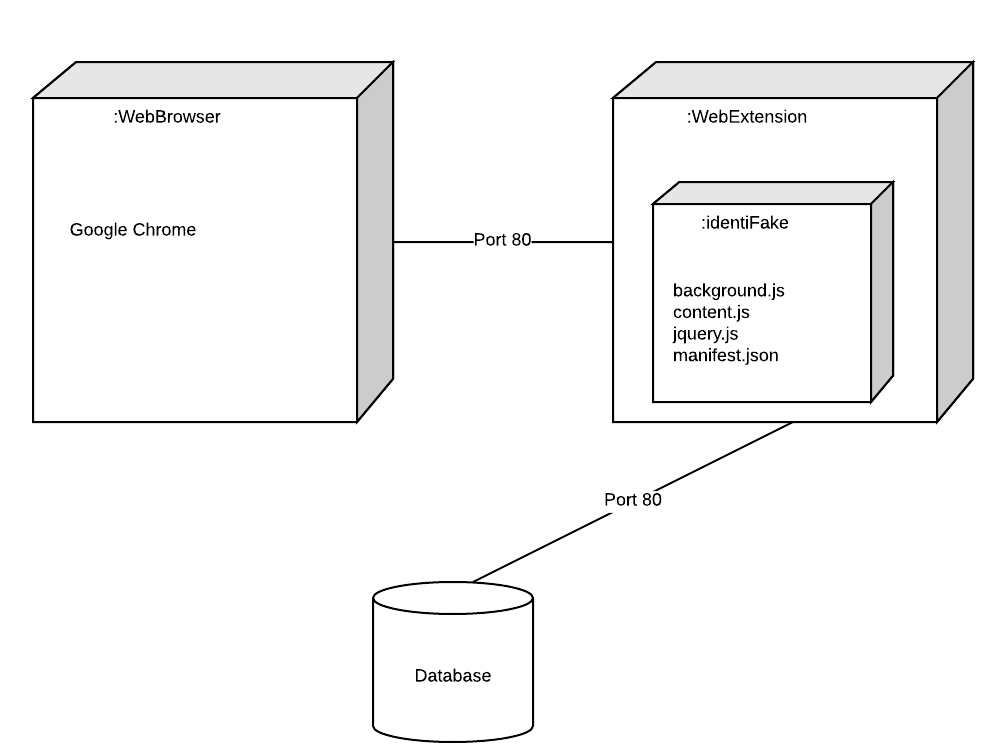 :WebBrowser
Google Chrome
Port 80
:WebExtension
:identiFake
background.js
content.js
jquery.js
manifest.json
Port 80
Database